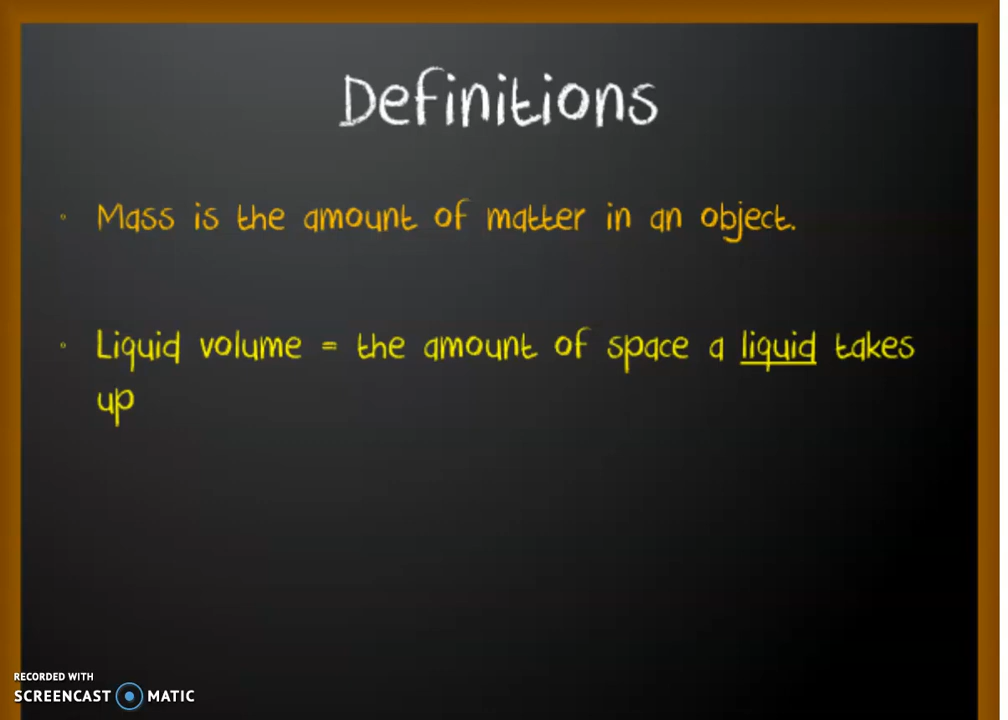 Definitions
• Mass is the amount of matter in an object.
• Liquid volume = the amount of space a liquid takes
up
RECORDED WITH
SCREENCAST MATIC